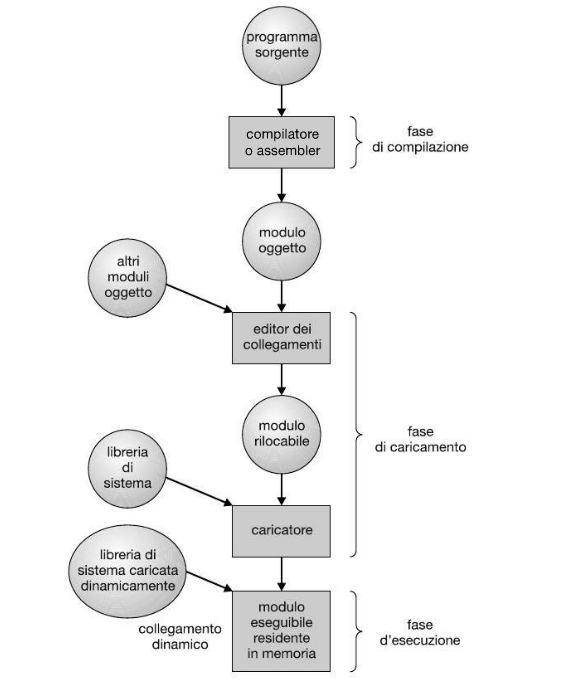 programma
sorgente
compilatore
o assembler
fase
di compilazione
modulo
oggetto
altri
moduli
oggetto
editor dei
collegamenti
modulo
rilocabile
fase
di caricamento
libreria
di
sistema
caricatore
libreria di
sistema caricata
dinamicamente
collegamento
dinamico
modulo
eseguibile
residente
in memoria
fase
d'esecuzione